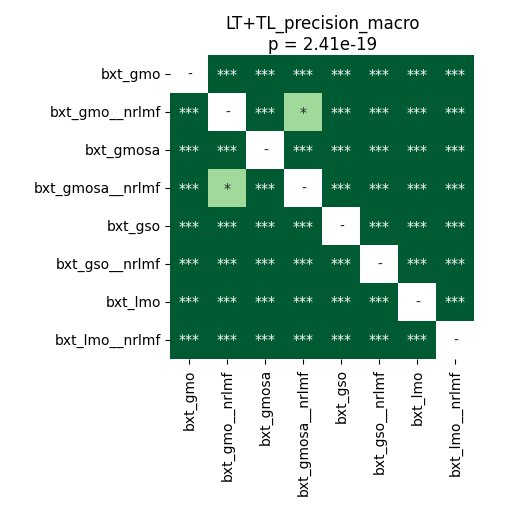 LT+TL_precision_macro
p = 2.41e-19
bxt_gmo - *** *** *** *** *** *** ***
bxt_gmo__nrlmf *** - *** * *** *** *** ***
bxt_gmosa *** *** - *** *** *** *** ***
bxt_gmosa__nrlmf *** * *** - *** *** *** ***
bxt_gso *** *** *** *** - *** *** ***
bxt_gso__nrlmf *** *** *** *** *** - *** ***
bxt_lmo *** *** *** *** *** *** - ***
bxt_lmo__nrlmf *** *** *** *** *** *** *** -
bxt_gmo
bxt_gmo__nrlmf
bxt_gmosa
bxt_gmosa__nrlmf
bxt_gso
bxt_gso__nrlmf
bxt_lmo
bxt_lmo__nrlmf